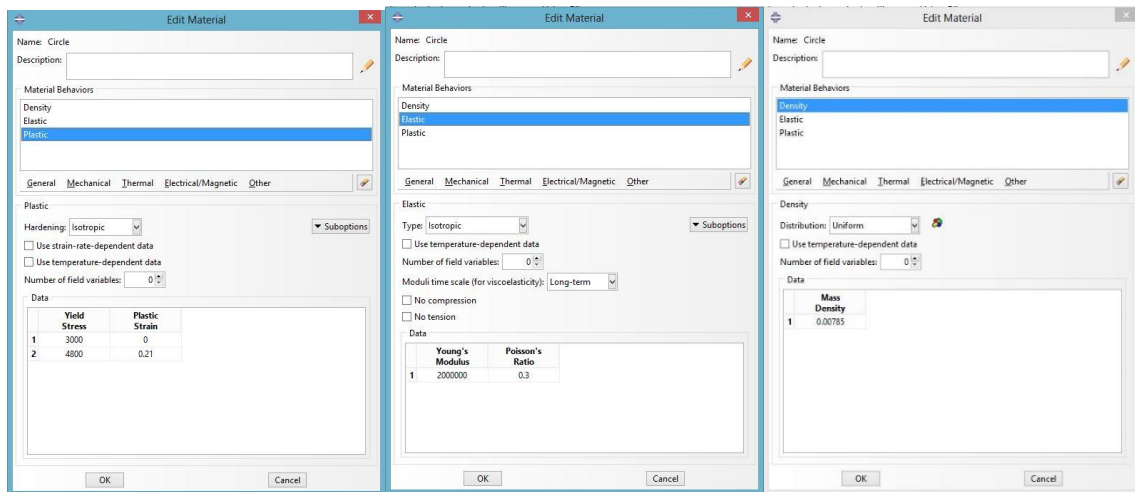 Edit Material
Name: Circle
Description:
Material Behaviors
Density
Elastic
Plastic
General Mechanical Thermal Electrical/Magnetic Other
Plastic
Hardening: Isotropic
Suboptions
Use strain-rate-dependent data
Use temperature-dependent data
Number of field variables: 0
Data
Yield Stress Plastic Strain
1 3000 0
2 4800 0.21
OK Cancel
Edit Material
Name: Circle
Description:
Material Behaviors
Density
Elastic
Plastic
General Mechanical Thermal Electrical/Magnetic Other
Elastic
Type: Isotropic
Suboptions
Use temperature-dependent data
Number of field variables: 0
Moduli time scale (for viscoelasticity): Long-term
No compression
No tension
Data
Young's Modulus Poisson's Ratio
1 2000000 0.3
OK Cancel
Edit Material
Name: Circle
Description:
Material Behaviors
Density
Elastic
Plastic
General Mechanical Thermal Electrical/Magnetic Other
Density
Distribution: Uniform
Use temperature-dependent data
Number of field variables: 0
Data
Mass Density
1 0.00785
OK Cancel